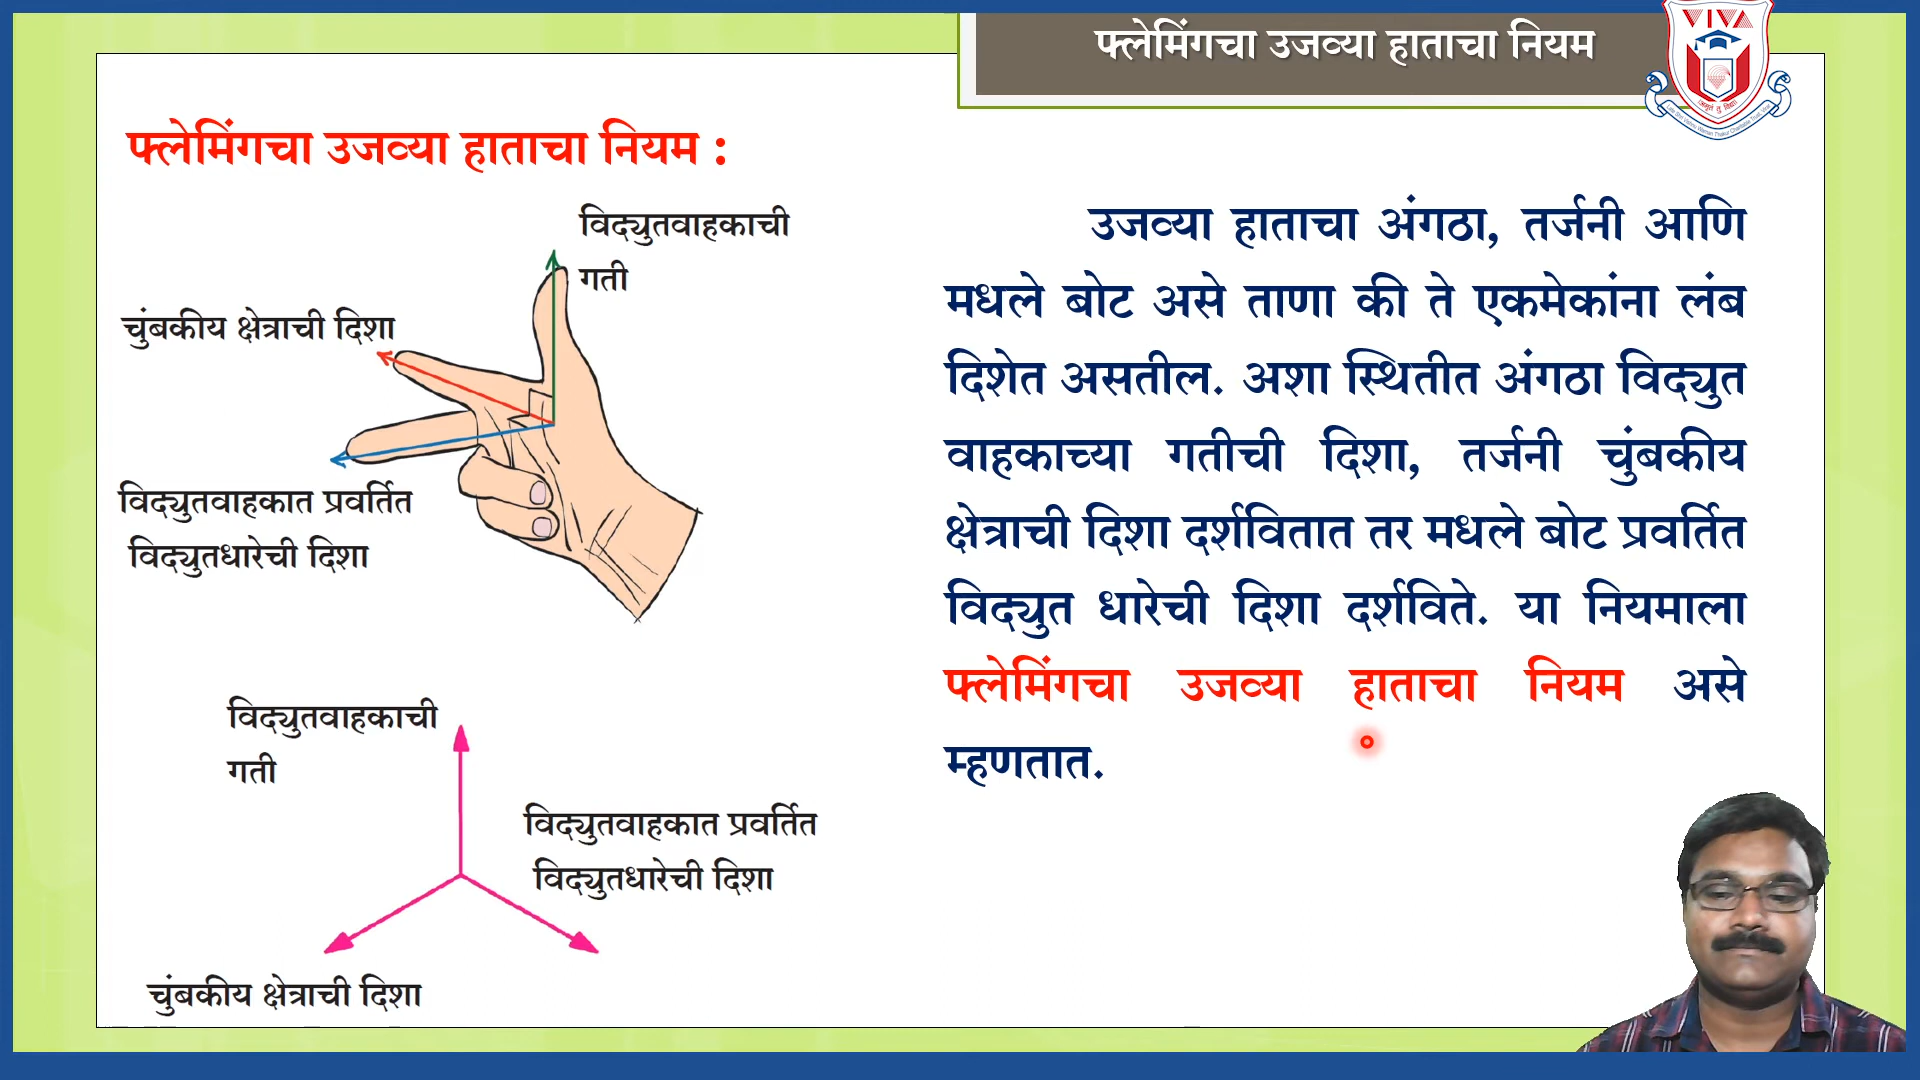 फ्लेमिंगचा उजव्या हाताचा नियम
VIVA
फ्लेमिंगचा उजव्या हाताचा नियम :
विद्युतवाहकाची
गती
चुंबकीय क्षेत्राची दिशा
विद्युतवाहकात प्रवर्तित
विद्युतधारेची दिशा
विद्युतवाहकाची
गती
विद्युतवाहकात प्रवर्तित
विद्युतधारेची दिशा
चुंबकीय क्षेत्राची दिशा
उजव्या हाताचा अंगठा, तर्जनी आणि
मधले बोट असे ताणा की ते एकमेकांना लंब
दिशेत असतील. अशा स्थितीत अंगठा विद्युत
वाहकाच्या गतीची दिशा, तर्जनी चुंबकीय
क्षेत्राची दिशा दर्शवितात तर मधले बोट प्रवर्तित
विद्युत धारेची दिशा दर्शविते. या नियमाला
फ्लेमिंगचा उजव्या हाताचा नियम असे
म्हणतात.